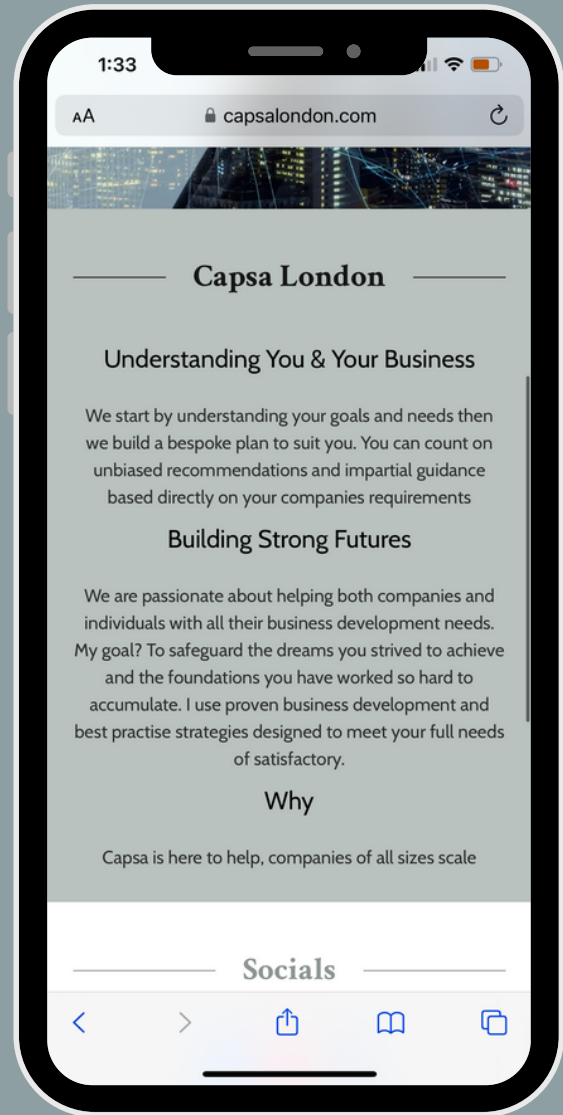 1:33
AA capsalondon.com
Capsa London
Understanding You & Your Business
We start by understanding your goals and needs then
we build a bespoke plan to suit you. You can count on
unbiased recommendations and impartial guidance
based directly on your companies requirements
Building Strong Futures
We are passionate about helping both companies and
individuals with all their business development needs.
My goal? To safeguard the dreams you strived to achieve
and the foundations you have worked so hard to
accumulate. I use proven business development and
best practise strategies designed to meet your full needs
of satisfactory.
Why
Capsa is here to help, companies of all sizes scale
Socials